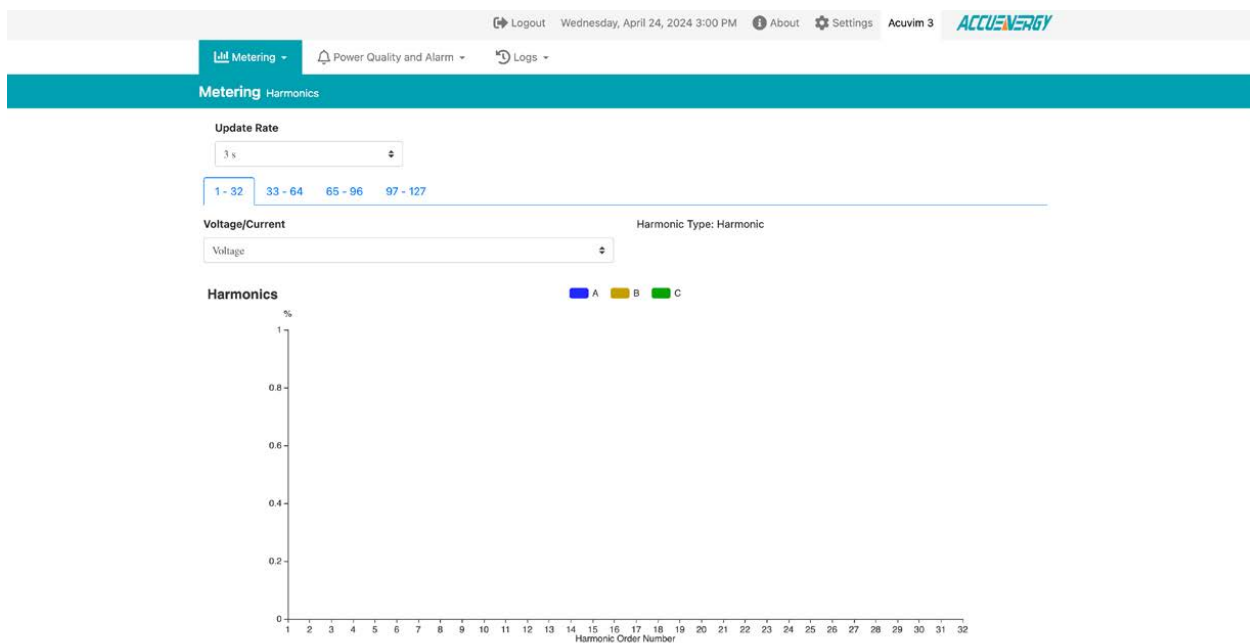 Logout Wednesday, April 24, 2024 3:00 PM About Settings Acuvim 3 ACCUENERGY
Metering Power Quality and Alarm Logs
Metering Harmonics
Update Rate
3 s
1 - 32 33 - 64 65 - 96 97 - 127
Voltage/Current Harmonic Type: Harmonic
Voltage
Harmonics A B C
%
1
0.8
0.6
0.4
0.2
0
1 2 3 4 5 6 7 8 9 10 11 12 13 14 15 16 17 18 19 20 21 22 23 24 25 26 27 28 29 30 31 32
Harmonic Order Number